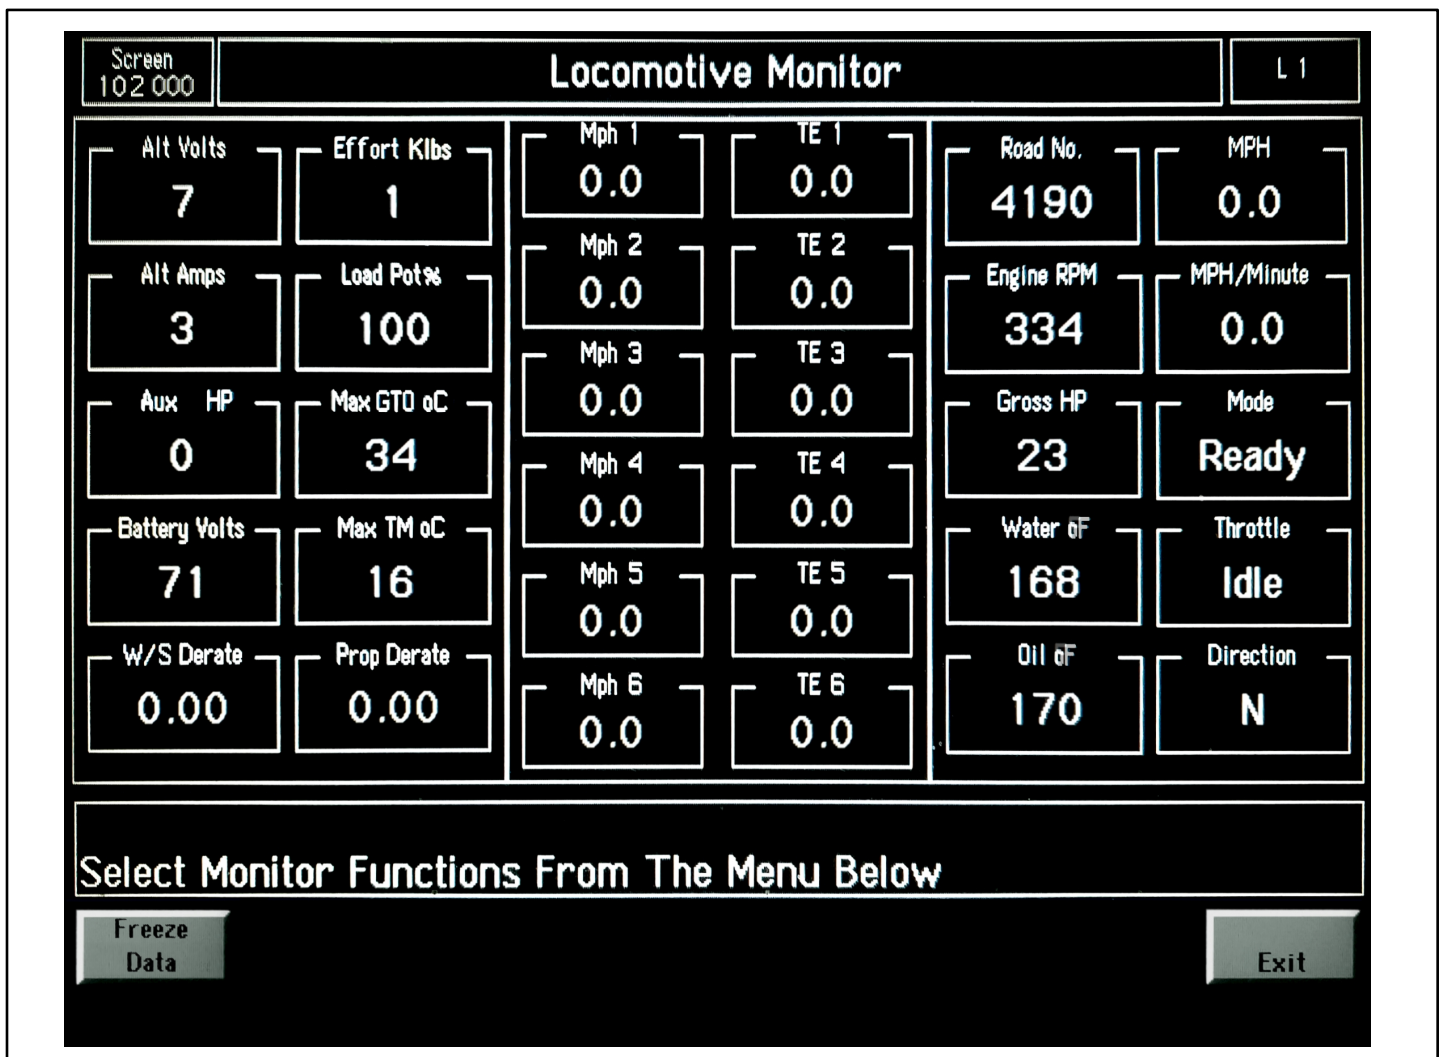 Screen
102 000
Locomotive Monitor
L 1
Alt Volts
7
Effort Klbs
1
Alt Amps
3
Load Pot%
100
Aux HP
0
Max GTO oC
34
Battery Volts
71
Max TM oC
16
W/S Derate
0.00
Prop Derate
0.00
Mph 1
0.0
TE 1
0.0
Mph 2
0.0
TE 2
0.0
Mph 3
0.0
TE 3
0.0
Mph 4
0.0
TE 4
0.0
Mph 5
0.0
TE 5
0.0
Mph 6
0.0
TE 6
0.0
Road No.
4190
MPH
0.0
Engine RPM
334
MPH/Minute
0.0
Gross HP
23
Mode
Ready
Water oF
168
Throttle
Idle
Oil oF
170
Direction
N
Select Monitor Functions From The Menu Below
Freeze
Data
Exit